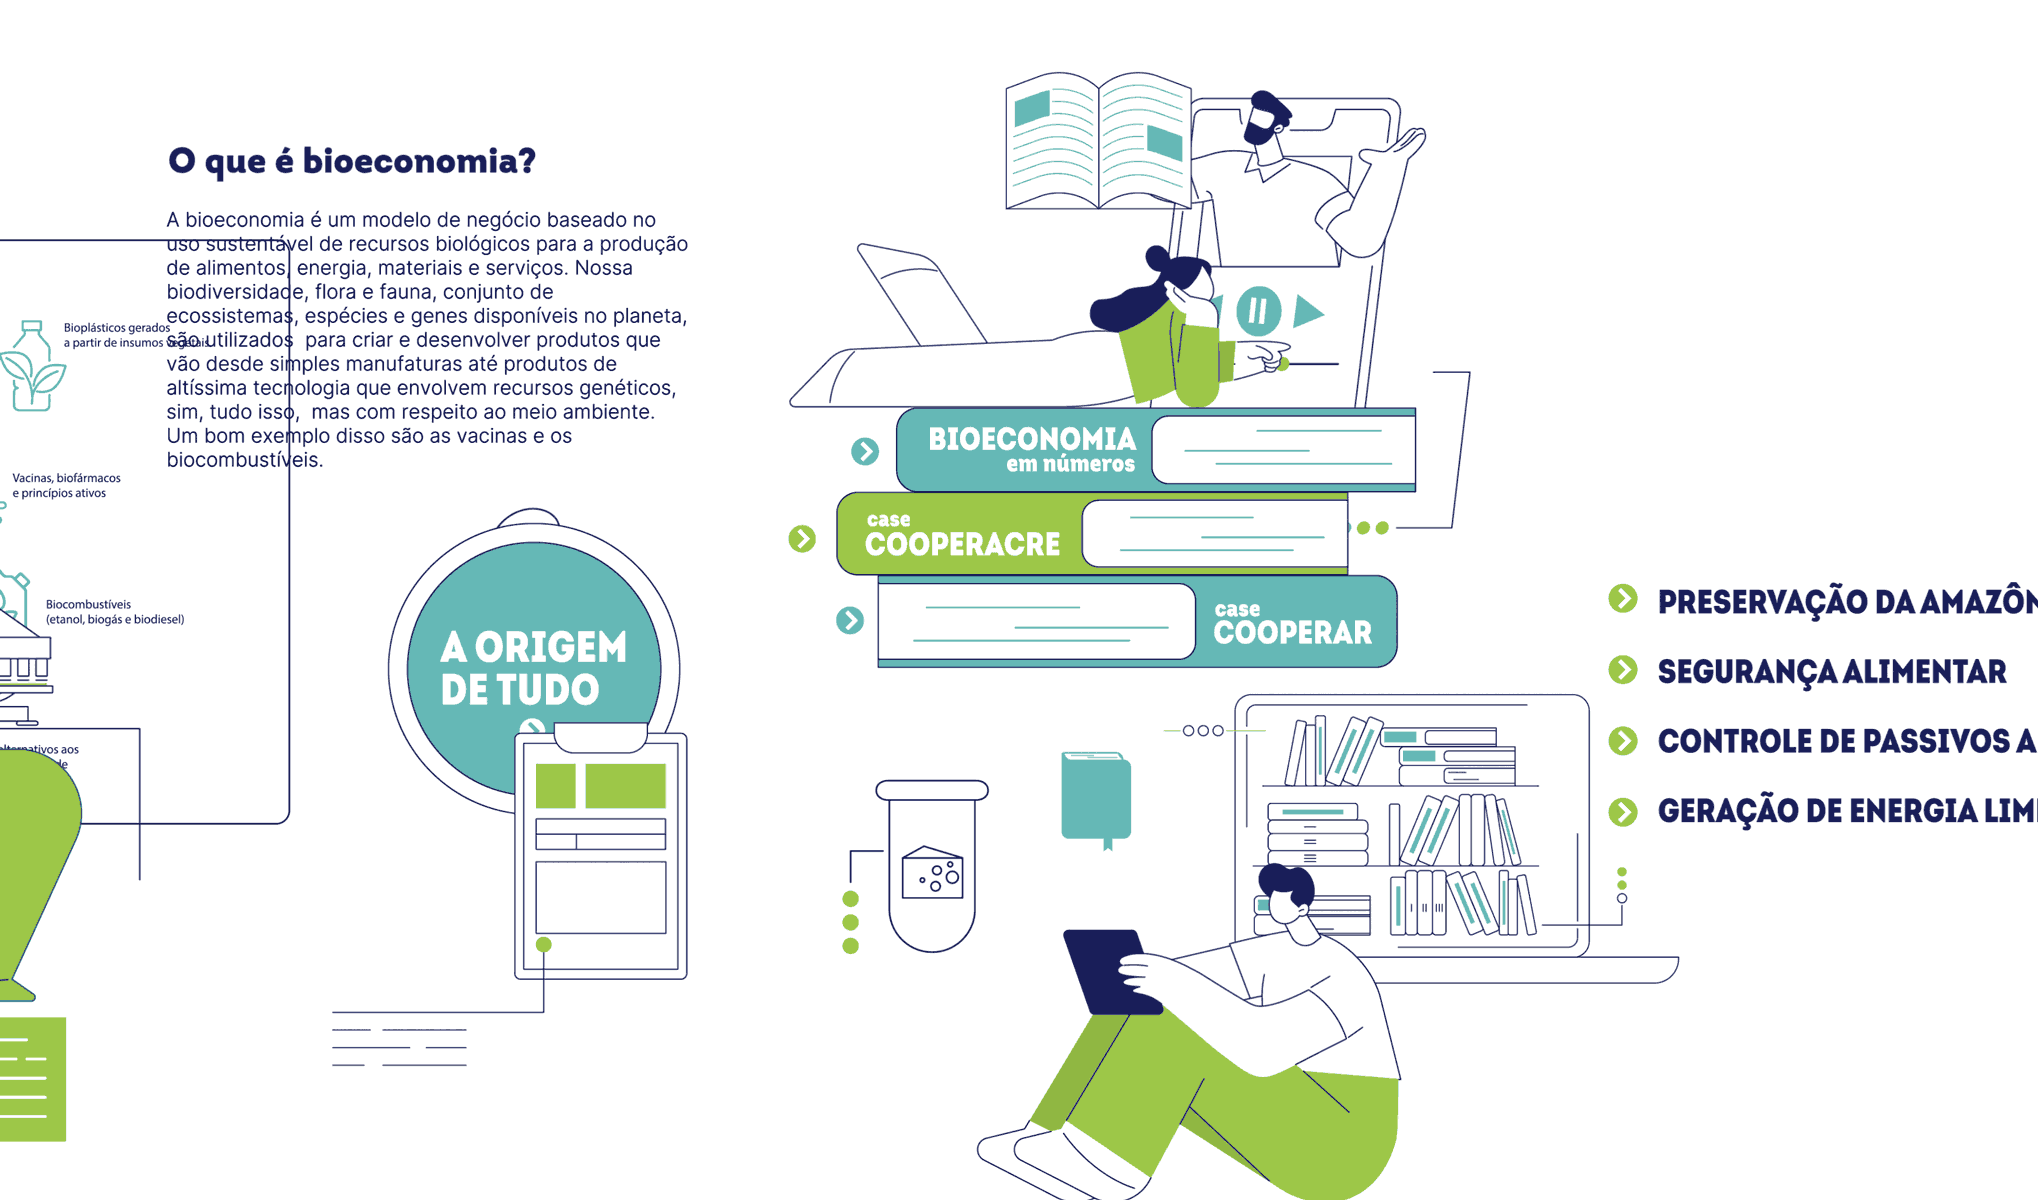 O que é bioeconomia?
A bioeconomia é um modelo de negócio baseado no
uso sustentável de recursos biológicos para a produção
de alimentos, energia, materiais e serviços. Nossa
biodiversidade, flora e fauna, conjunto de
ecossistemas, espécies e genes disponíveis no planeta,
são utilizados para criar e desenvolver produtos que
vão desde simples manufaturas até produtos de
altíssima tecnologia que envolvem recursos genéticos,
sim, tudo isso, mas com respeito ao meio ambiente.
Um bom exemplo disso são as vacinas e os
biocombustíveis.
Bioplásticos gerados
a partir de insumos vegetais
Vacinas, biofármacos
e princípios ativos
Biocombustíveis
(etanol, biogás e biodiesel)
alternativos aos
de
A ORIGEM
DE TUDO
BIOECONOMIA
em números
case
COOPERACRE
case
COOPERAR
PRESERVAÇÃO DA AMAZÔN
SEGURANÇA ALIMENTAR
CONTROLE DE PASSIVOS A
GERAÇÃO DE ENERGIA LIM